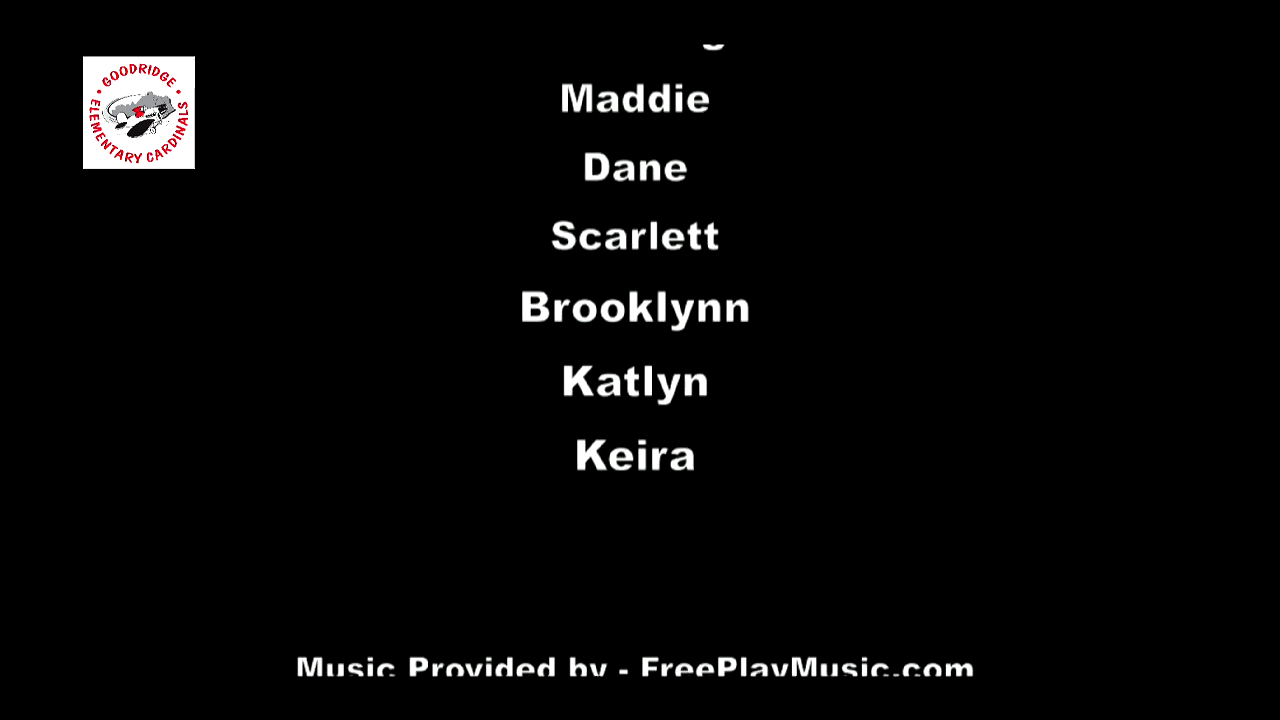 GOODRIDGE
ELEMENTARY CARDINALS
Maddie
Dane
Scarlett
Brooklynn
Katlyn
Keira
Music Provided by - FreePlayMusic.com